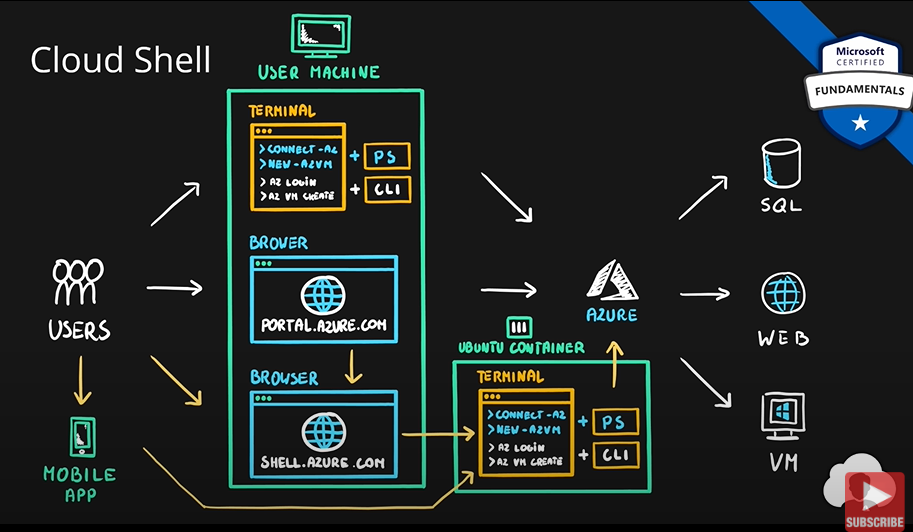 Cloud Shell
USER MACHINE
Microsoft
CERTIFIED
FUNDAMENTALS
TERMINAL
>CONNECT-AZ
>NEW-AZVM
>AZ LOGIN
>AZ VM CREATE
+ PS
+ CLI
BROWER
PORTAL.AZURE.COM
BROWSER
SHELL.AZURE.COM
USERS
MOBILE
APP
UBUNTU CONTAINER
TERMINAL
>CONNECT-AZ
>NEW-AZVM
>AZ LOGIN
>AZ VM CREATE
+ PS
+ CLI
AZURE
SQL
WEB
VM
SUBSCRIBE